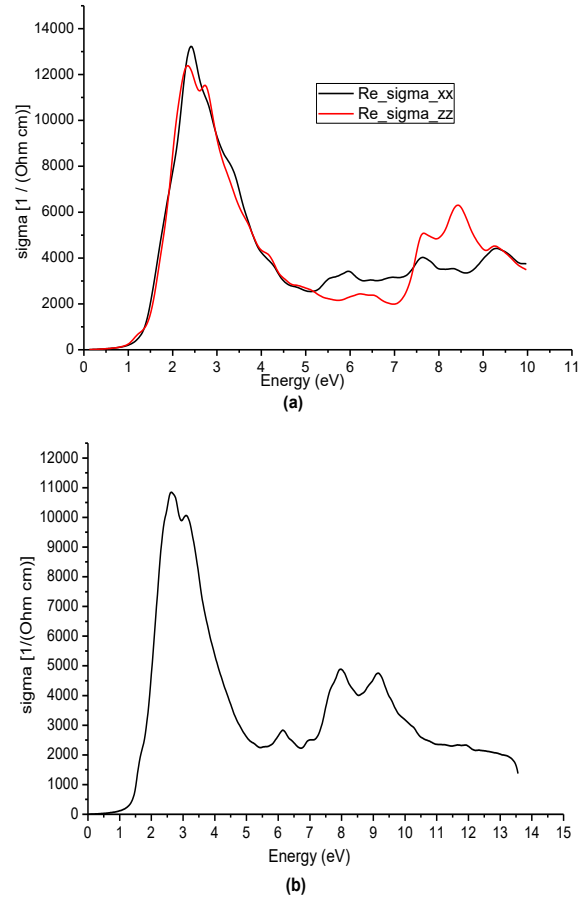 14000
12000
10000
8000
6000
4000
2000
0
sigma [1 / (Ohm cm)]
Re_sigma_xx
Re_sigma_zz
0 1 2 3 4 5 6 7 8 9 10 11
Energy (eV)
(a)
12000
11000
10000
9000
8000
7000
6000
5000
4000
3000
2000
1000
0
sigma [1/(Ohm cm)]
0 1 2 3 4 5 6 7 8 9 10 11 12 13 14 15
Energy (eV)
(b)